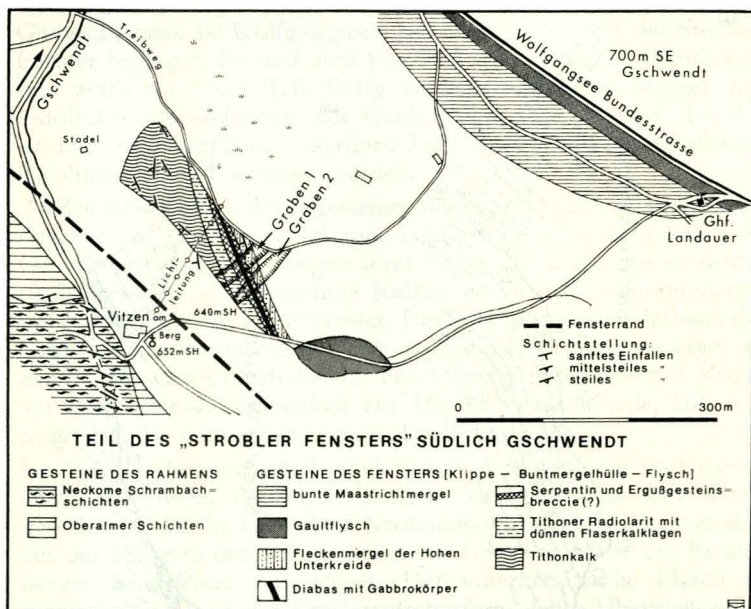 Gschwendt
Treibweg
Wolfgangsee Bundesstrasse
700m SE
Gschwendt
Stadel
Graben 1
Graben 2
Ghf.
Landauer
Licht-
leitung
640m SH
Vitzen am
Berg
652m SH
Fensterrand
Schichtstellung:
sanftes Einfallen
mittelsteiles "
steiles "
0 300m
TEIL DES „STROBLER FENSTERS" SÜDLICH GSCHWENDT
GESTEINE DES RAHMENS
Neokome Schrambach=
schichten
Oberalmer Schichten
GESTEINE DES FENSTERS [Klippe - Buntmergelhülle - Flysch]
bunte Maastrichtmergel
Gaultflysch
Fleckenmergel der Hohen
Unterkreide
Diabas mit Gabbrokörper
Serpentin und Ergußgesteins-
breccie (?)
Tithoner Radiolarit mit
dünnen Flaserkalklagen
Tithonkalk